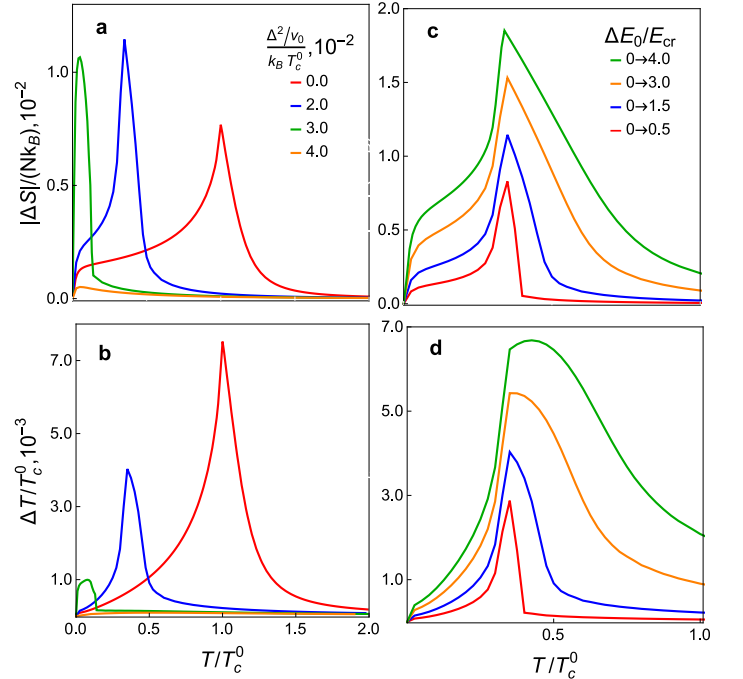 a
Δ²/ν₀
k_B T_c⁰ , 10⁻²
0.0
2.0
3.0
4.0
|ΔS|/(Nk_B), 10⁻²
1.0
0.5
0.0
b
ΔT/T_c⁰, 10⁻³
7.0
5.0
3.0
1.0
0.0 0.5 1.0 1.5 2.0
T/T_c⁰
c
ΔE₀/E_cr
0→4.0
0→3.0
0→1.5
0→0.5
2.0
1.5
1.0
0.5
0.0
d
7.0
5.0
3.0
1.0
0.5 1.0
T/T_c⁰